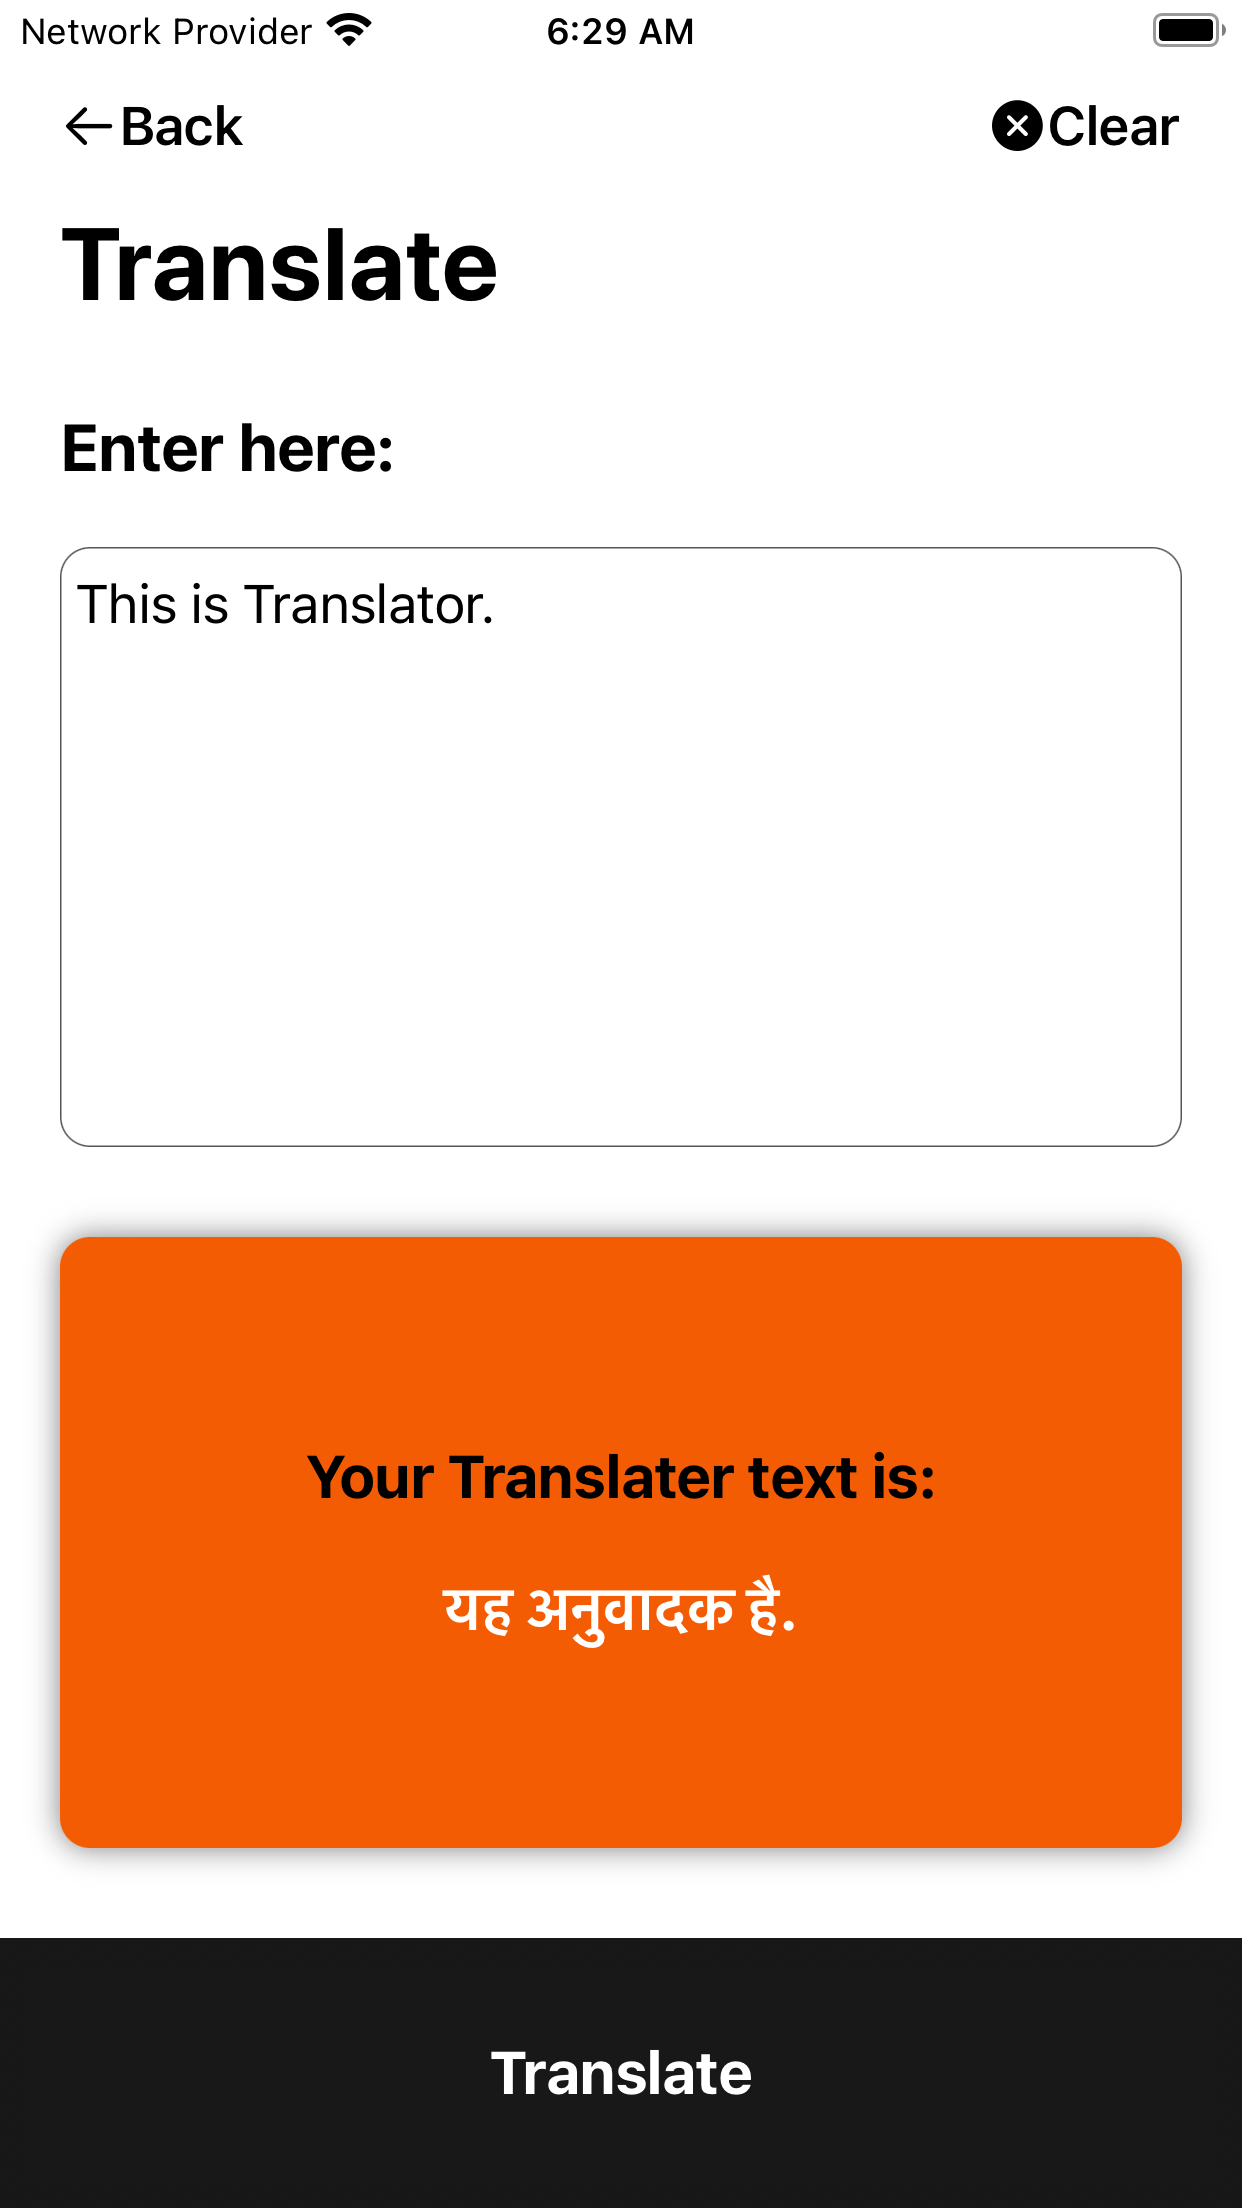 Network Provider 6:29 AM
Back Clear
Translate
Enter here:
This is Translator.
Your Translater text is:
यह अनुवादक है.
Translate